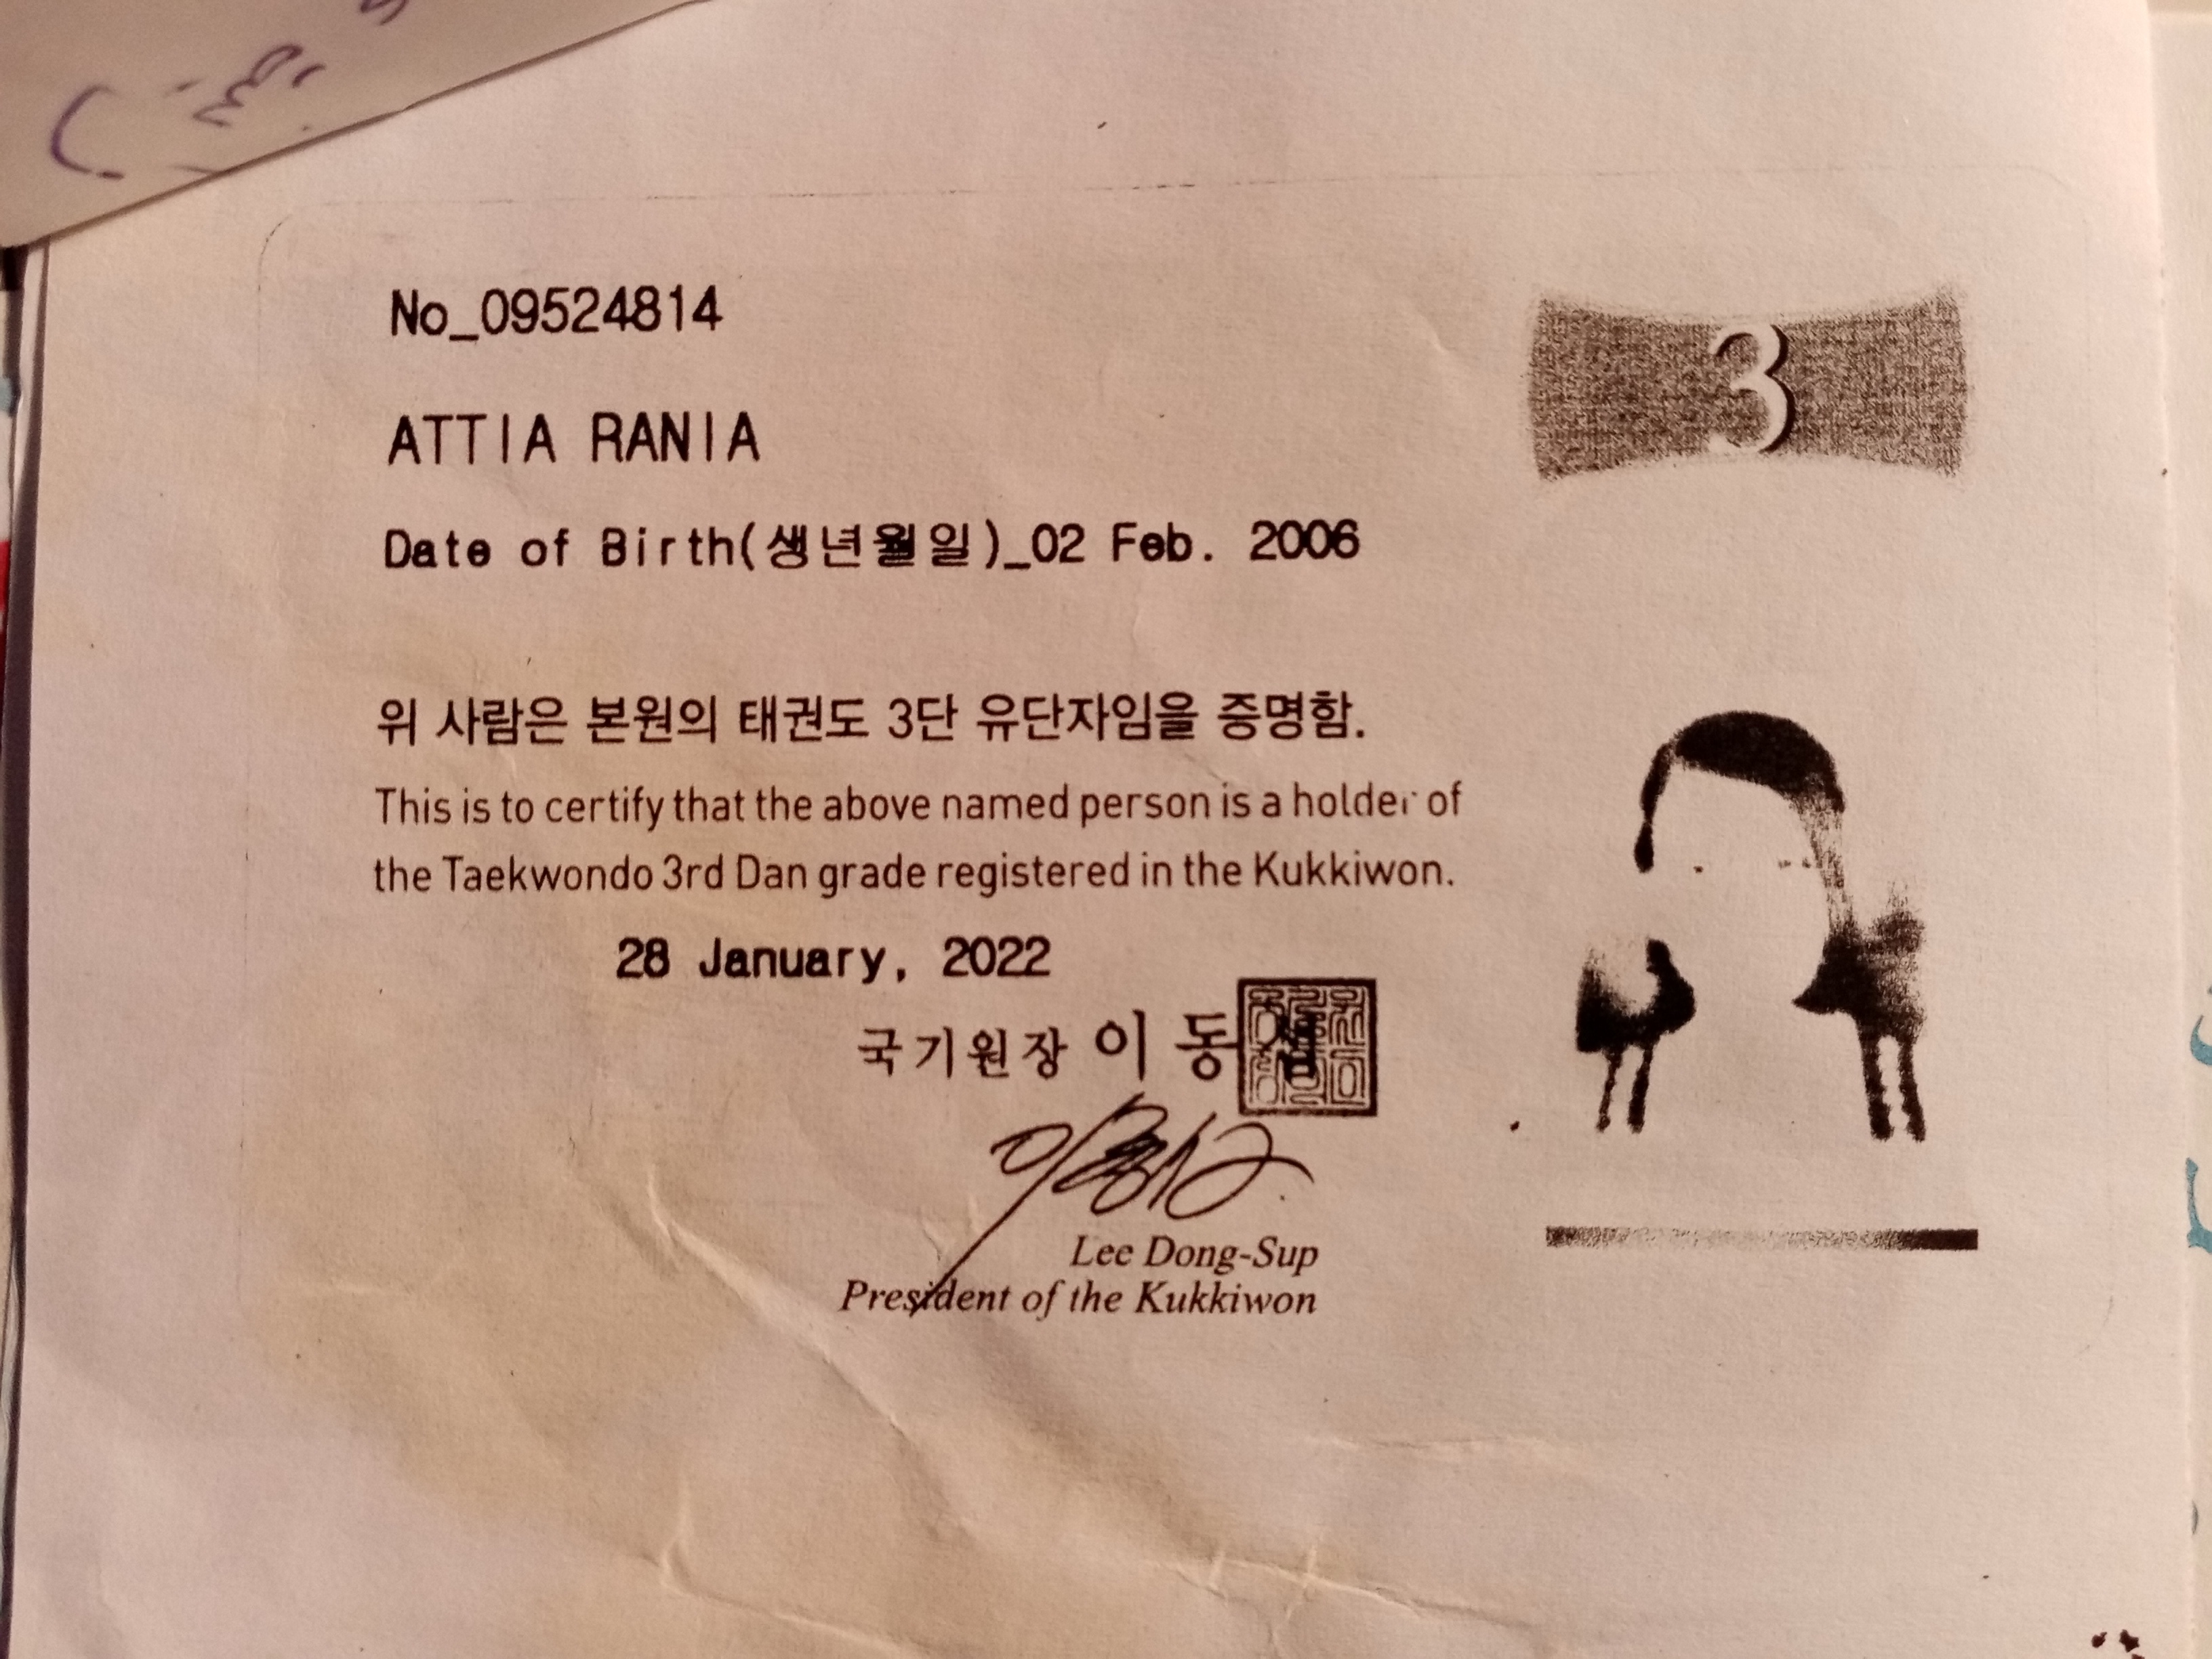 No_09524814
3
ATTIA RANIA
Date of Birth(생년월일)_02 Feb. 2006
위 사람은 본원의 태권도 3단 유단자임을 증명함.
This is to certify that the above named person is a holder of
the Taekwondo 3rd Dan grade registered in the Kukkiwon.
28 January, 2022
국기원장 이 동 섭
Lee Dong-Sup
President of the Kukkiwon